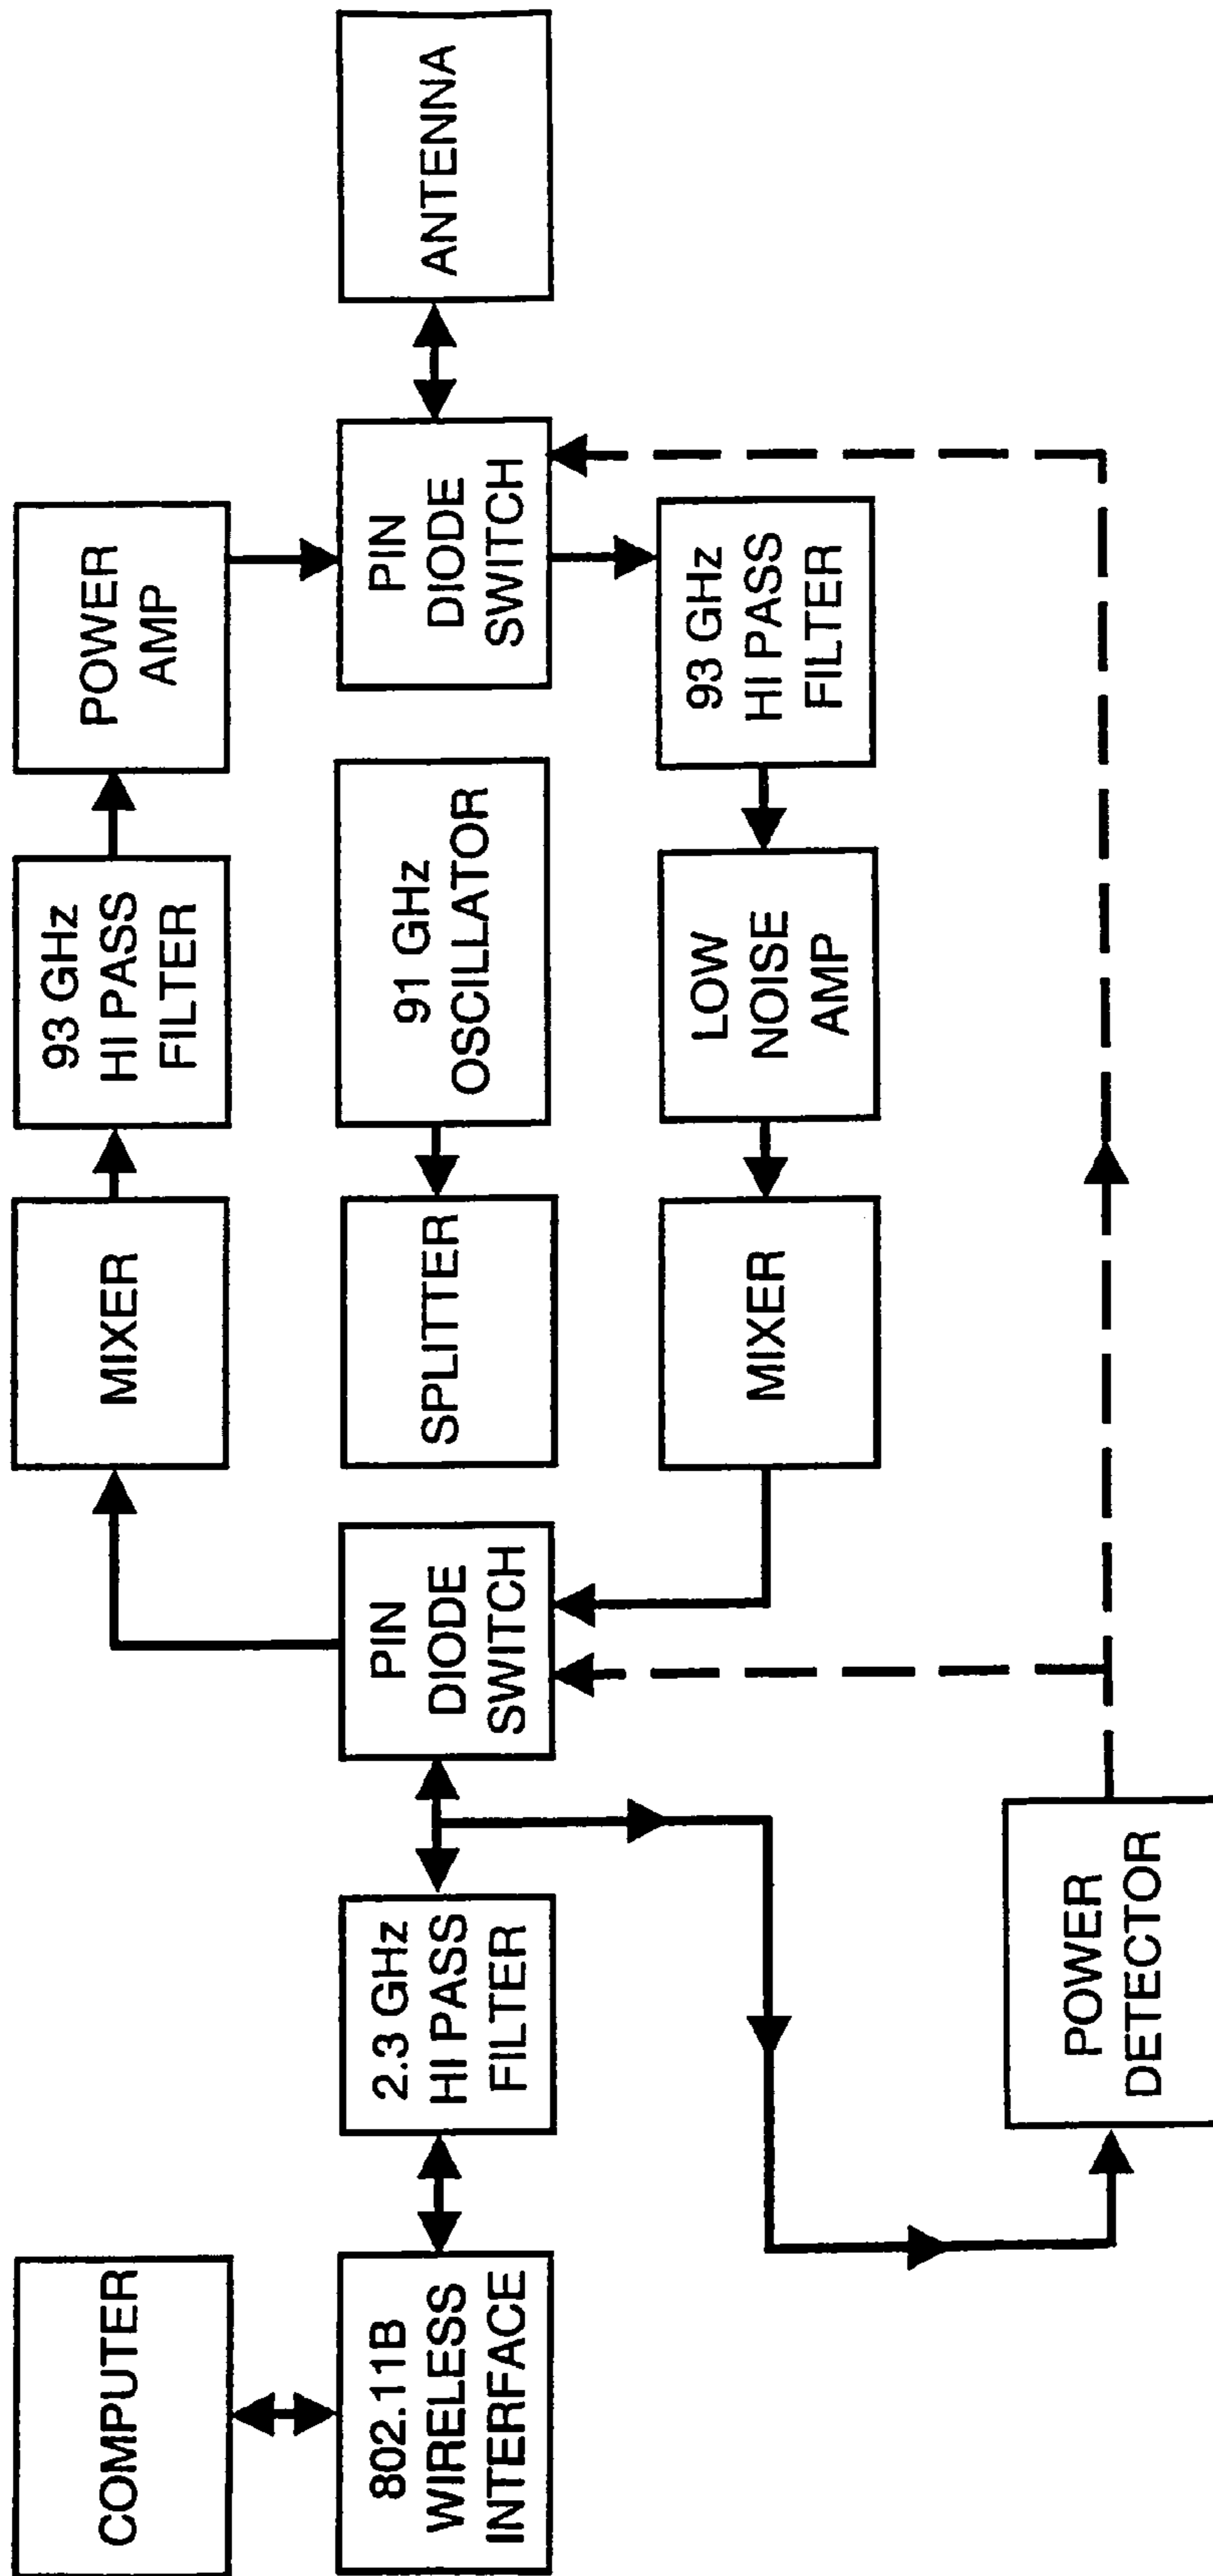 COMPUTER
802.11B
WIRELESS
INTERFACE
2.3 GHz
HI PASS
FILTER
PIN
DIODE
SWITCH
MIXER
93 GHz
HI PASS
FILTER
POWER
AMP
SPLITTER
91 GHz
OSCILLATOR
PIN
DIODE
SWITCH
ANTENNA
MIXER
LOW
NOISE
AMP
93 GHz
HI PASS
FILTER
POWER
DETECTOR